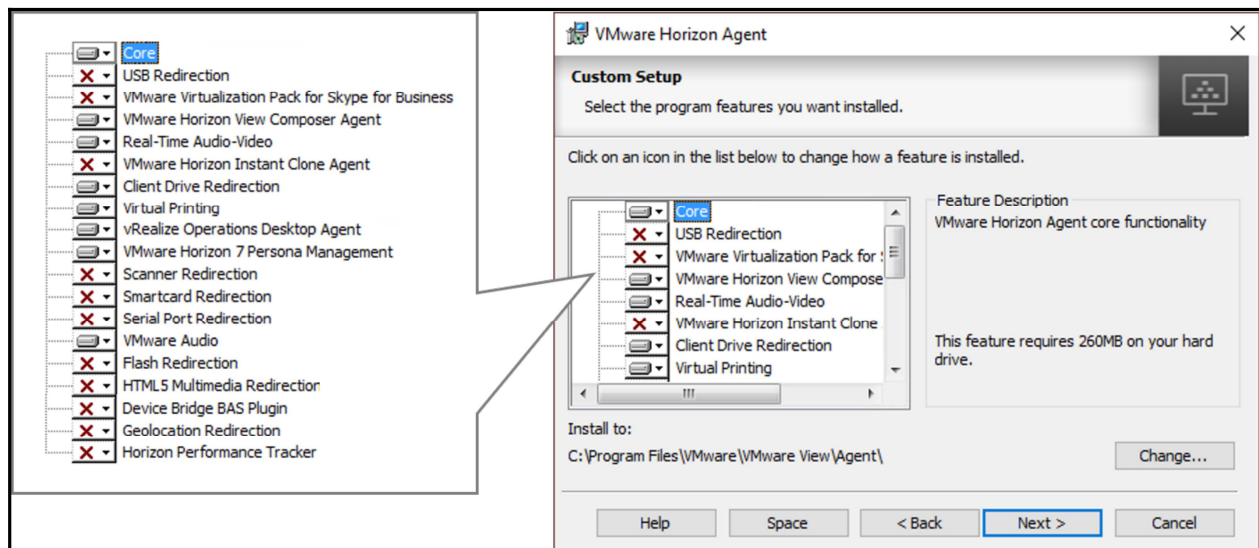 Core
USB Redirection
VMware Virtualization Pack for Skype for Business
VMware Horizon View Composer Agent
Real-Time Audio-Video
VMware Horizon Instant Clone Agent
Client Drive Redirection
Virtual Printing
vRealize Operations Desktop Agent
VMware Horizon 7 Persona Management
Scanner Redirection
Smartcard Redirection
Serial Port Redirection
VMware Audio
Flash Redirection
HTML5 Multimedia Redirection
Device Bridge BAS Plugin
Geolocation Redirection
Horizon Performance Tracker
VMware Horizon Agent
Custom Setup
Select the program features you want installed.
Click on an icon in the list below to change how a feature is installed.
Core
USB Redirection
VMware Virtualization Pack for
VMware Horizon View Compose
Real-Time Audio-Video
VMware Horizon Instant Clone
Client Drive Redirection
Virtual Printing
Feature Description
VMware Horizon Agent core functionality
This feature requires 260MB on your hard
drive.
Install to:
C:\Program Files\VMware\VMware View\Agent\
Change...
Help
Space
< Back
Next >
Cancel